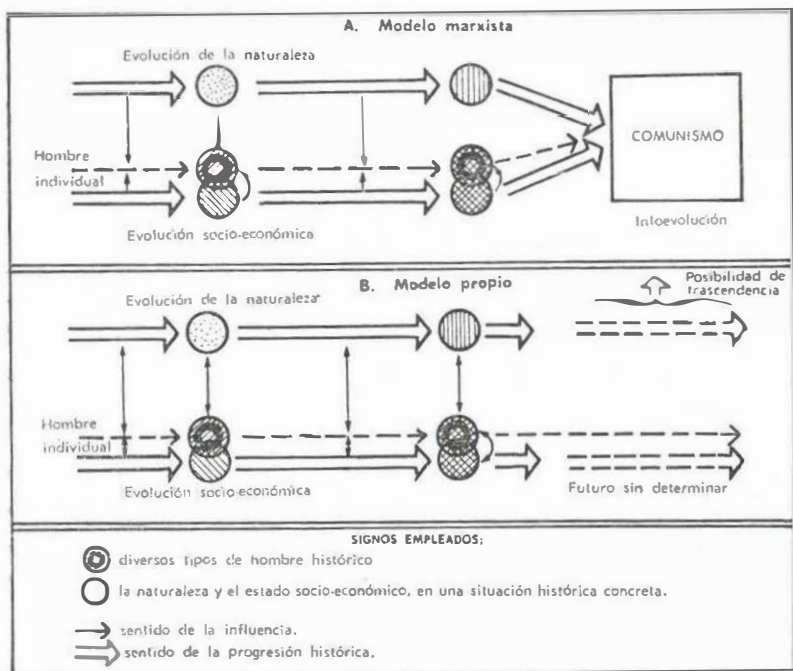 A. Modelo marxista
Evolución de la naturaleza
Hombre
individual
COMUNISMO
Evolución socio-económica
Intoevolución
B. Modelo propio
Posibilidad de
trascendencia
Evolución de la naturaleza
Hombre
individual
Evolución socio-económica
Futuro sin determinar
SIGNOS EMPLEADOS:
diversos tipos de hombre histórico
la naturaleza y el estado socio-económico, en una situación histórica concreta.
sentido de la influencia.
sentido de la progresión histórica.